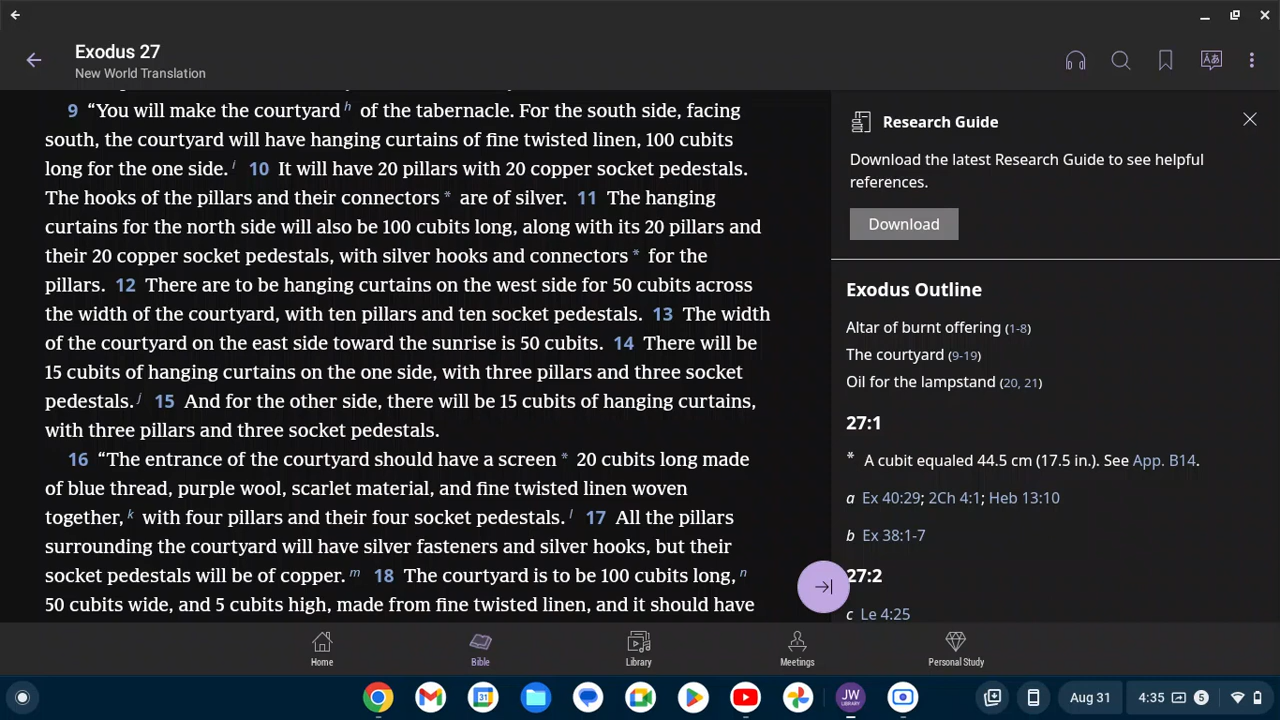 Exodus 27
New World Translation
9 “You will make the courtyard h of the tabernacle. For the south side, facing
south, the courtyard will have hanging curtains of fine twisted linen, 100 cubits
long for the one side. i 10 It will have 20 pillars with 20 copper socket pedestals.
The hooks of the pillars and their connectors * are of silver. 11 The hanging
curtains for the north side will also be 100 cubits long, along with its 20 pillars and
their 20 copper socket pedestals, with silver hooks and connectors * for the
pillars. 12 There are to be hanging curtains on the west side for 50 cubits across
the width of the courtyard, with ten pillars and ten socket pedestals. 13 The width
of the courtyard on the east side toward the sunrise is 50 cubits. 14 There will be
15 cubits of hanging curtains on the one side, with three pillars and three socket
pedestals. j 15 And for the other side, there will be 15 cubits of hanging curtains,
with three pillars and three socket pedestals.
16 “The entrance of the courtyard should have a screen * 20 cubits long made
of blue thread, purple wool, scarlet material, and fine twisted linen woven
together, k with four pillars and their four socket pedestals. l 17 All the pillars
surrounding the courtyard will have silver fasteners and silver hooks, but their
socket pedestals will be of copper. m 18 The courtyard is to be 100 cubits long, n
50 cubits wide, and 5 cubits high, made from fine twisted linen, and it should have
Research Guide
Download the latest Research Guide to see helpful
references.
Download
Exodus Outline
Altar of burnt offering (1-8)
The courtyard (9-19)
Oil for the lampstand (20, 21)
27:1
* A cubit equaled 44.5 cm (17.5 in.). See App. B14.
a Ex 40:29; 2Ch 4:1; Heb 13:10
b Ex 38:1-7
27:2
c Le 4:25
Home
Bible
Library
Meetings
Personal Study
31
JW
LIBRARY
Aug 31
4:35
5